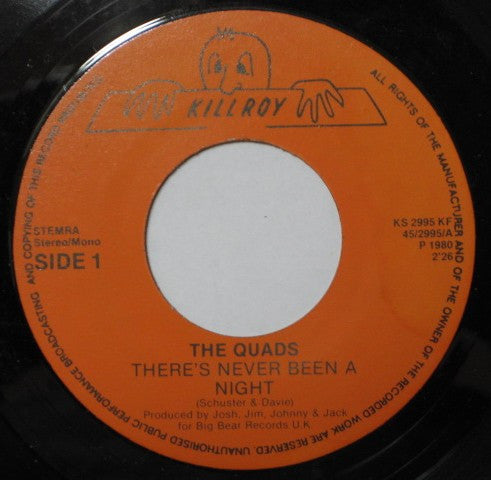 KILLROY
ALL RIGHTS OF THE MANUFACTURER AND OF THE OWNER OF THE RECORDED WORK ARE RESERVED. UNAUTHORISED PUBLIC PERFORMANCE BROADCASTING AND COPYING OF THIS RECORD PROHIBITED
STEMRA
Stereo/Mono
SIDE 1
KS 2995 KF
45/2995/A
P 1980
2'26
THE QUADS
THERE'S NEVER BEEN A
NIGHT
(Schuster & Davie)
Produced by Josh, Jim, Johnny & Jack
for Big Bear Records U.K